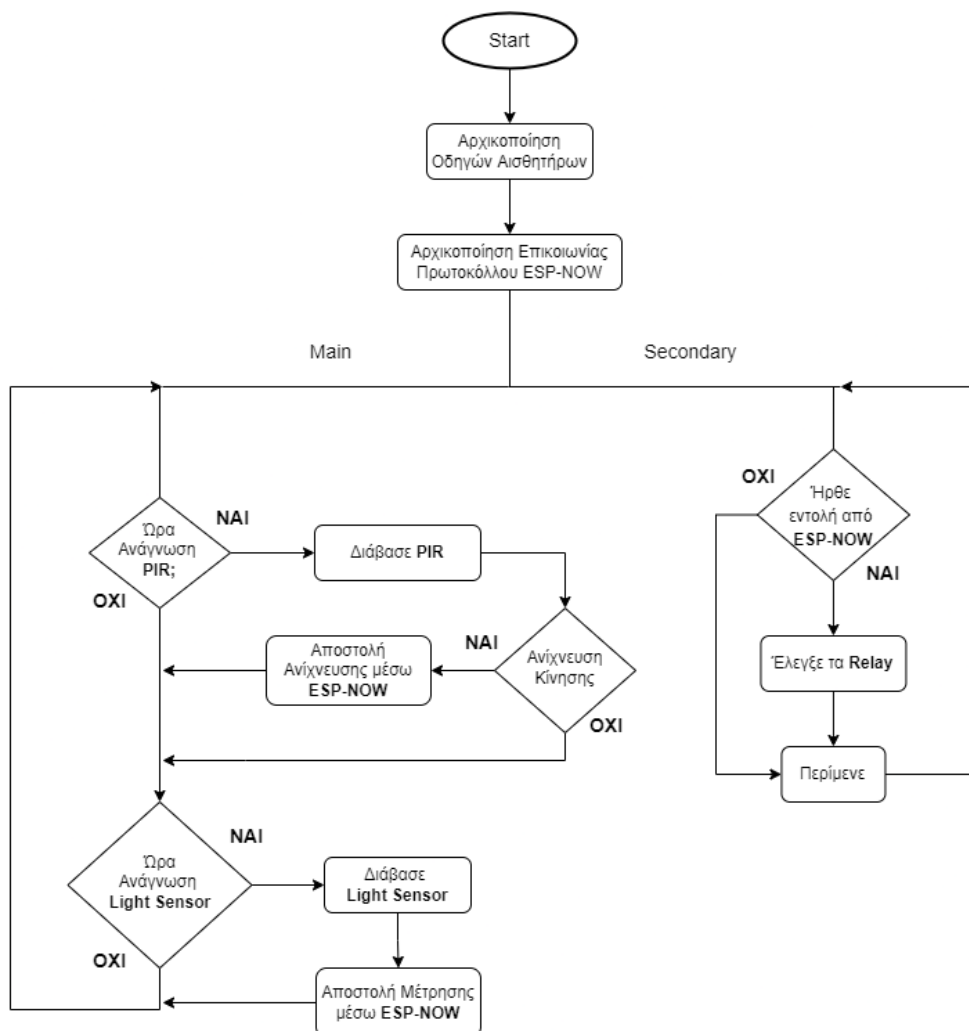 Start
Αρχικοποίηση
Οδηγών Αισθητήρων
Αρχικοποίηση Επικοιωνίας
Πρωτοκόλλου ESP-NOW
Main
Secondary
Ώρα
Ανάγνωση
PIR;
ΝΑΙ
ΟΧΙ
Διάβασε PIR
Ανίχνευση
Κίνησης
ΝΑΙ
ΟΧΙ
Αποστολή
Ανίχνευσης μέσω
ESP-NOW
Ώρα
Ανάγνωση
Light Sensor
ΝΑΙ
ΟΧΙ
Διάβασε
Light Sensor
Αποστολή Μέτρησης
μέσω ESP-NOW
Ήρθε
εντολή από
ESP-NOW
ΟΧΙ
ΝΑΙ
Έλεγξε τα Relay
Περίμενε